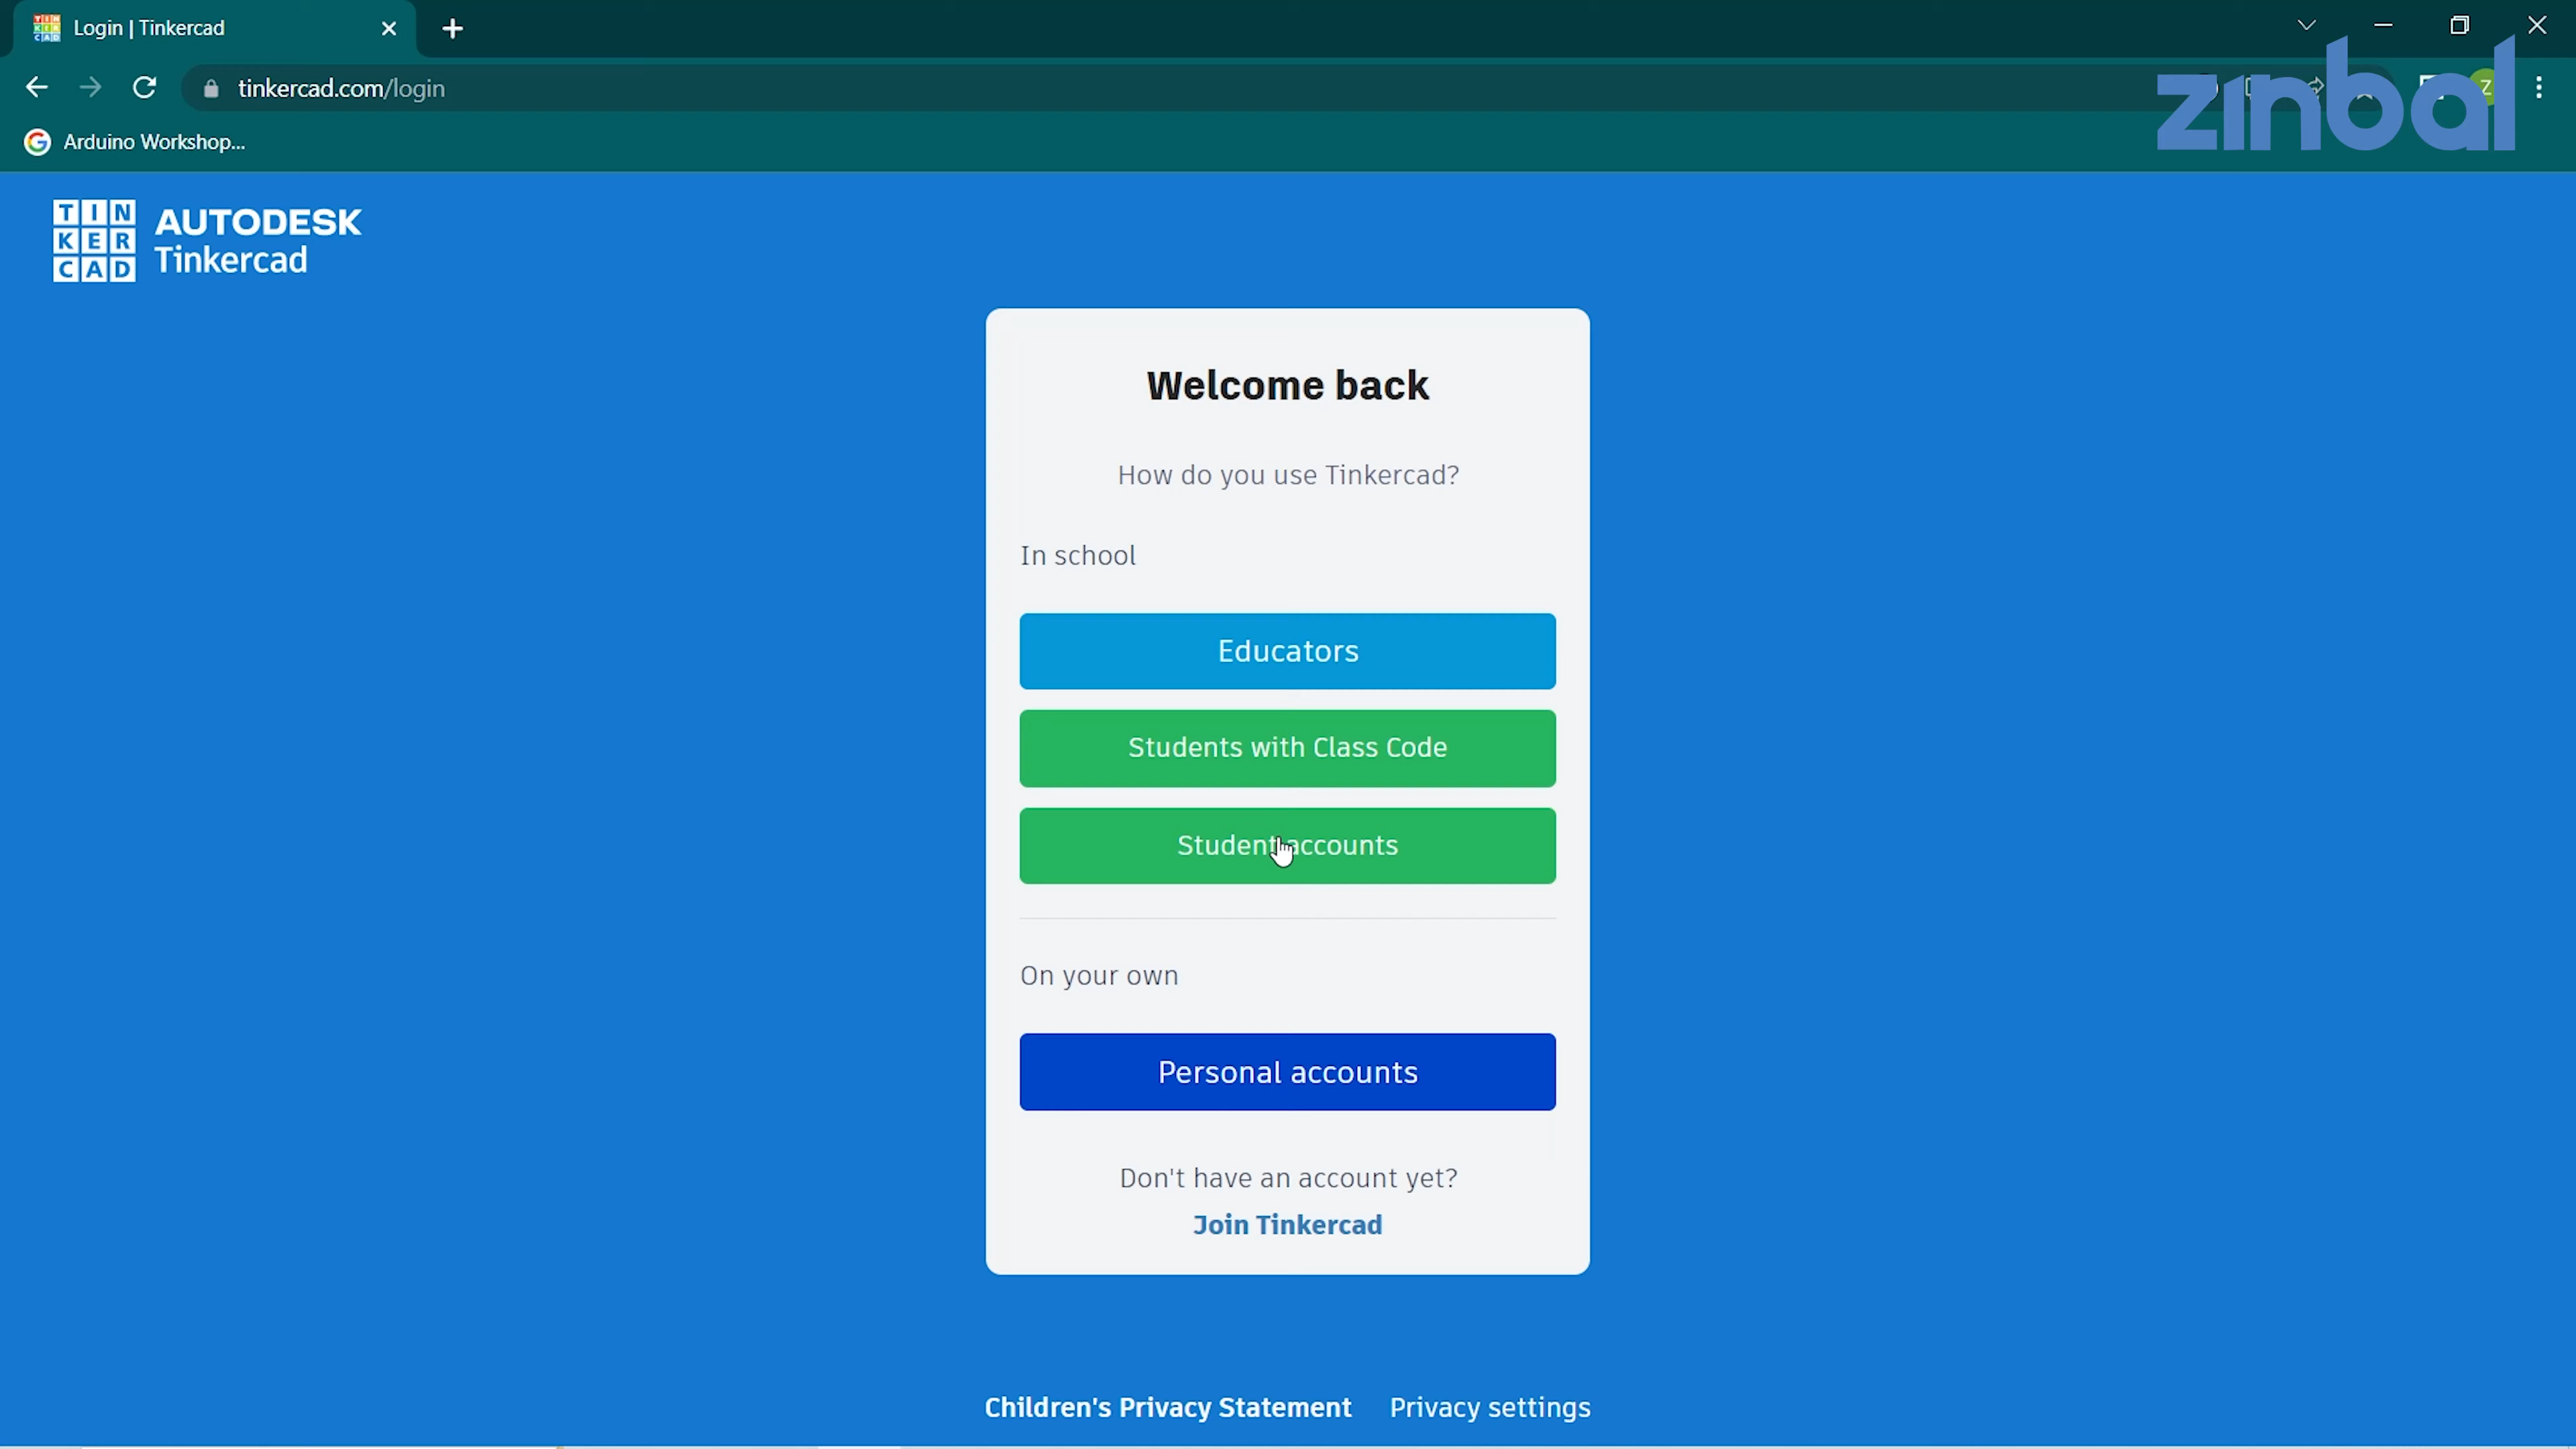 Login | Tinkercad
tinkercad.com/login
zinbal
Z
Arduino Workshop...
TIN
KER
CAD
AUTODESK
Tinkercad
Welcome back
How do you use Tinkercad?
In school
Educators
Students with Class Code
Student accounts
On your own
Personal accounts
Don't have an account yet?
Join Tinkercad
Children's Privacy Statement Privacy settings